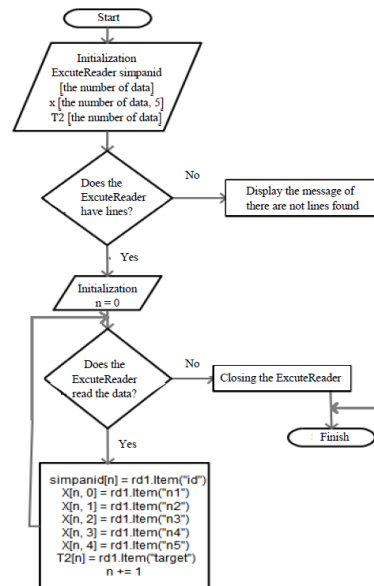 Start
Initialization
ExcuteReader simpanid
[the number of data]
x [the number of data, 5]
T2 [the number of data]
Does the
ExcuteReader
have lines?
No
Display the message of
there are not lines found
Yes
Initialization
n = 0
Does the
ExcuteReader
read the data?
No
Closing the ExcuteReader
Finish
Yes
simpanid[n] = rd1.Item("id")
X[n, 0] = rd1.Item("n1")
X[n, 1] = rd1.Item("n2")
X[n, 2] = rd1.Item("n3")
X[n, 3] = rd1.Item("n4")
X[n, 4] = rd1.Item("n5")
T2[n] = rd1.Item("target")
n += 1